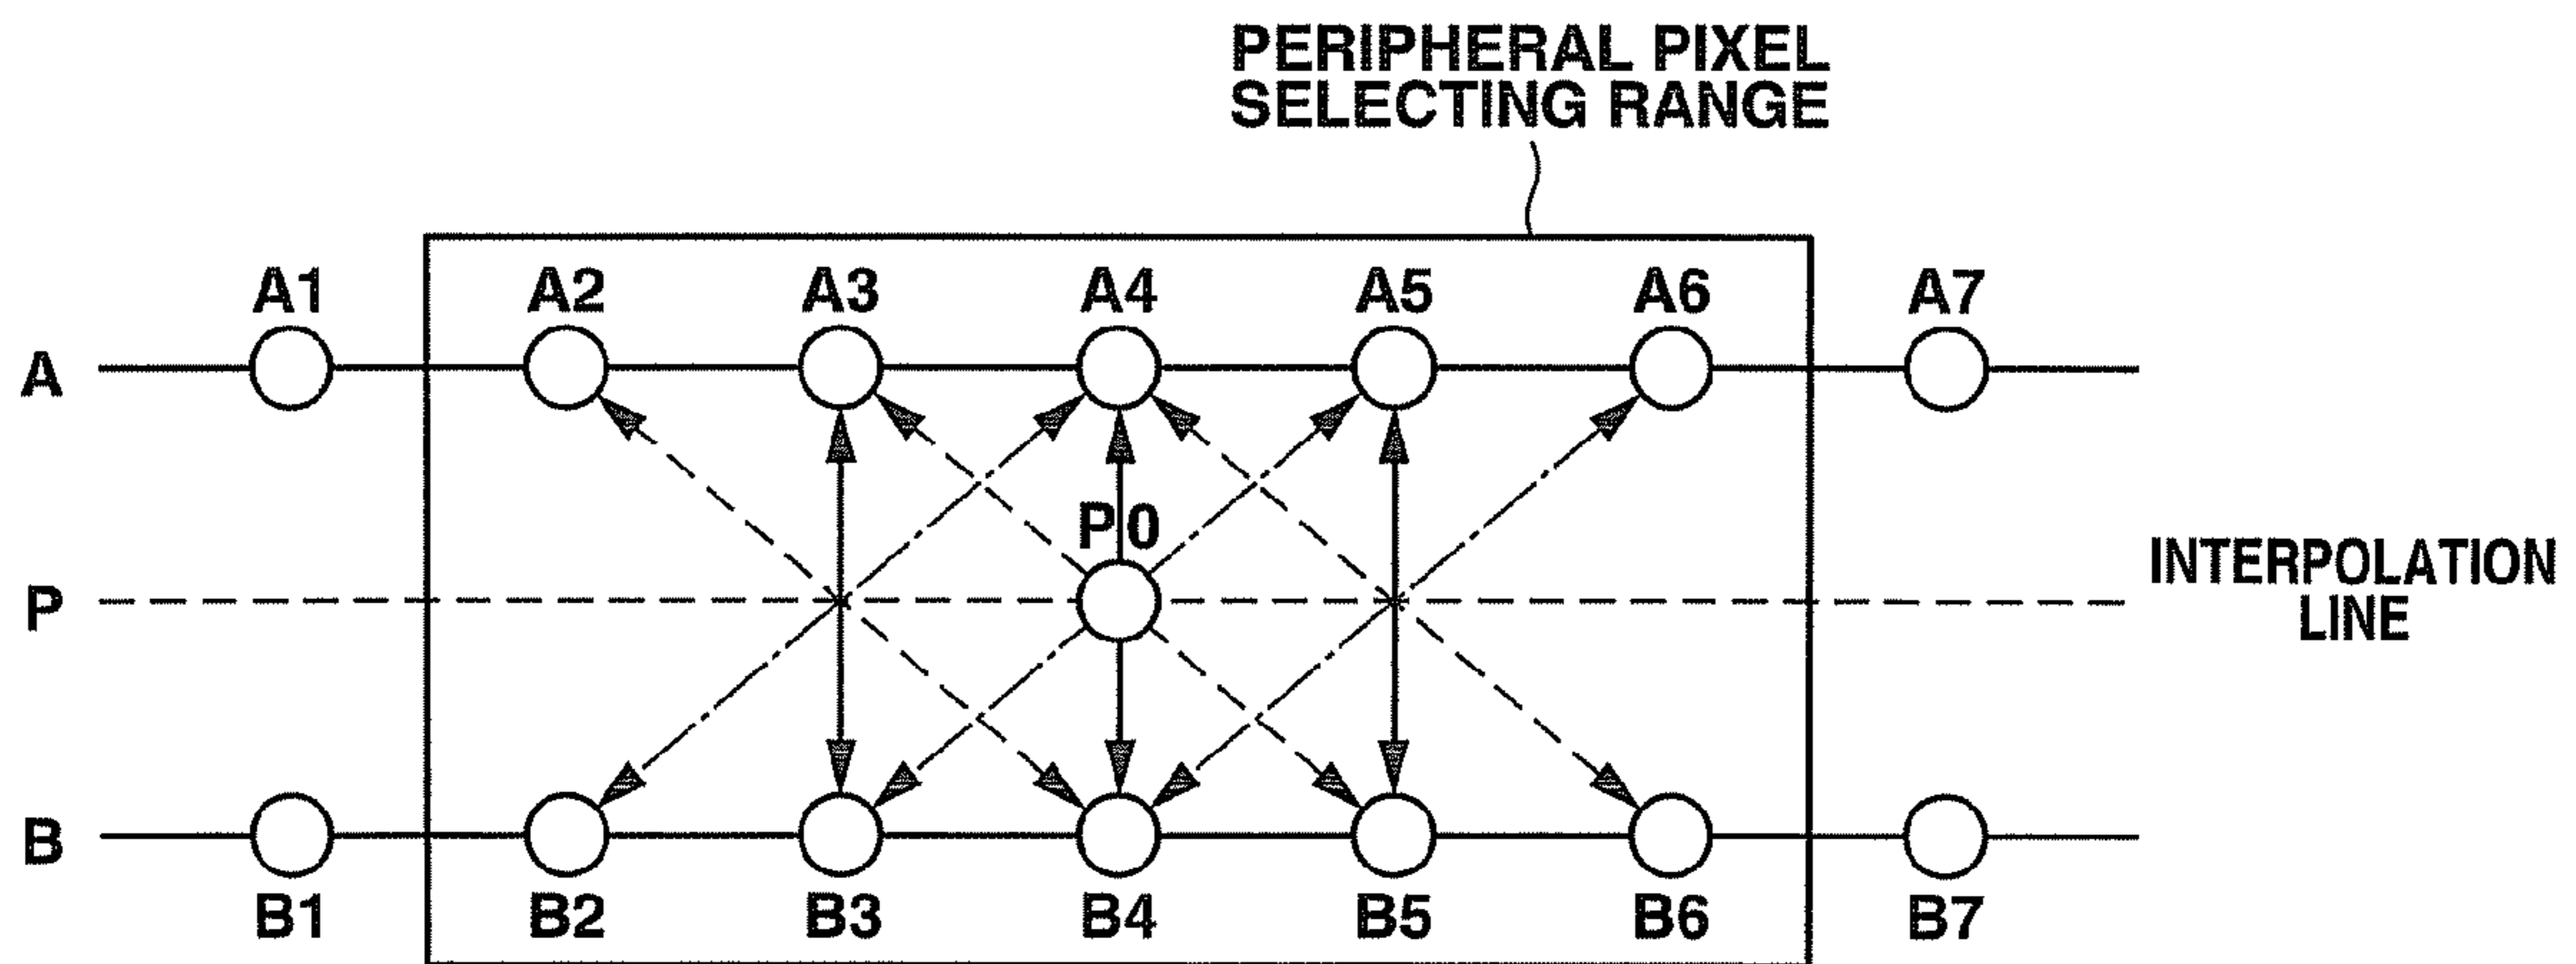 PERIPHERAL PIXEL
SELECTING RANGE
A1 A2 A3 A4 A5 A6 A7
A
P0
INTERPOLATION
LINE
P
B
B1 B2 B3 B4 B5 B6 B7